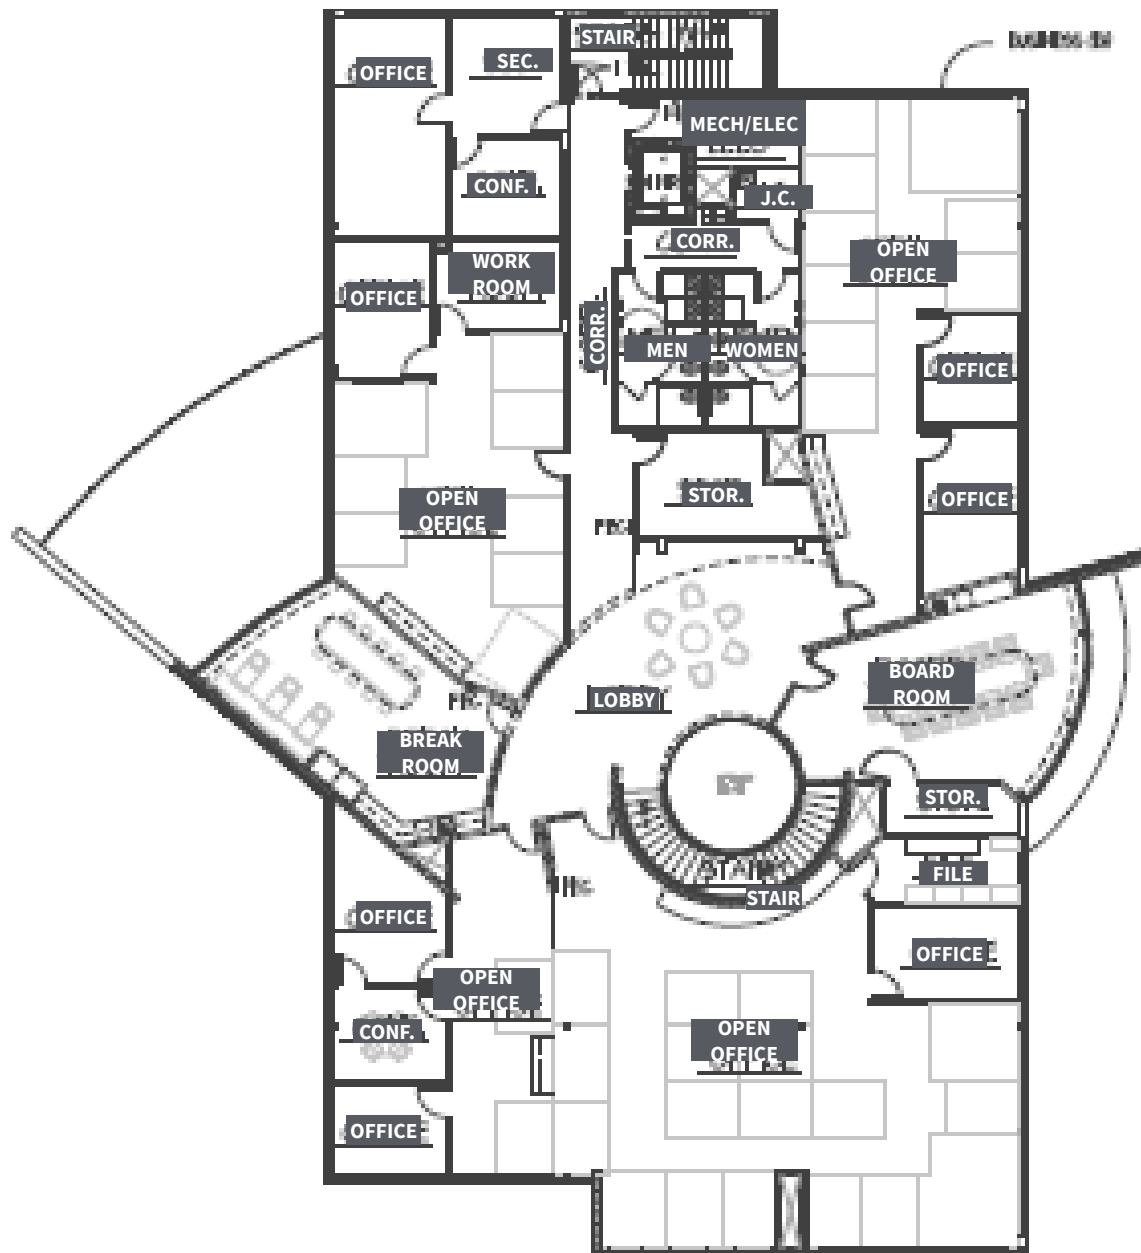 STAIR
SEC.
OFFICE
MECH/ELEC
CONF.
J.C.
CORR.
OPEN
OFFICE
WORK
ROOM
OFFICE
CORR.
MEN
WOMEN
OFFICE
STOR.
OFFICE
OPEN
OFFICE
BOARD
ROOM
LOBBY
BREAK
ROOM
STOR.
FILE
STAIR
OFFICE
OFFICE
OPEN
OFFICE
CONF.
OPEN
OFFICE
OFFICE